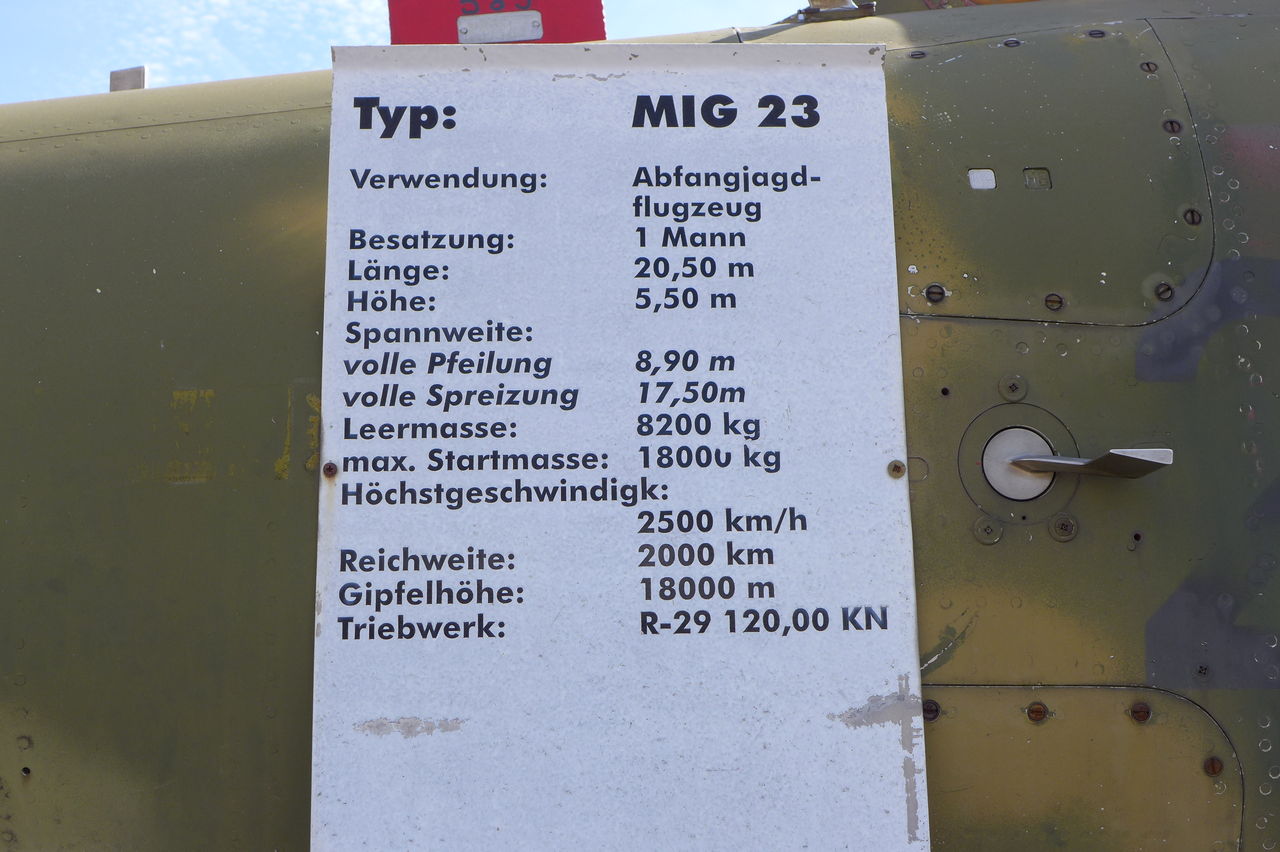 Typ: MIG 23
Verwendung: Abfangjagd-
flugzeug
Besatzung: 1 Mann
Länge: 20,50 m
Höhe: 5,50 m
Spannweite:
volle Pfeilung 8,90 m
volle Spreizung 17,50m
Leermasse: 8200 kg
max. Startmasse: 18000 kg
Höchstgeschwindigk:
2500 km/h
Reichweite: 2000 km
Gipfelhöhe: 18000 m
Triebwerk: R-29 120,00 KN